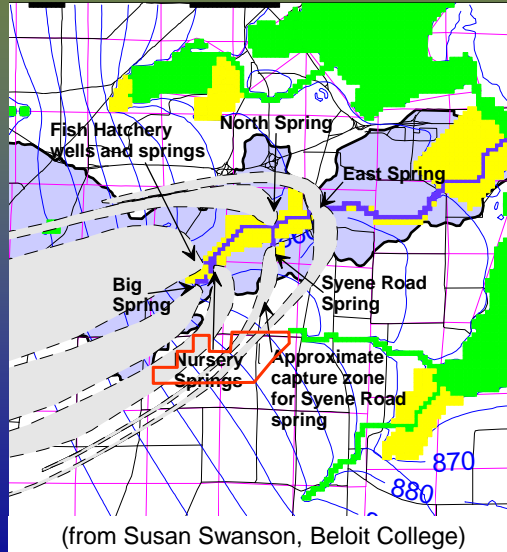 Fish Hatchery
wells and springs
North Spring
East Spring
Big
Spring
Syene Road
Spring
Nursery
Springs
Approximate
capture zone
for Syene Road
spring
870
880
(from Susan Swanson, Beloit College)